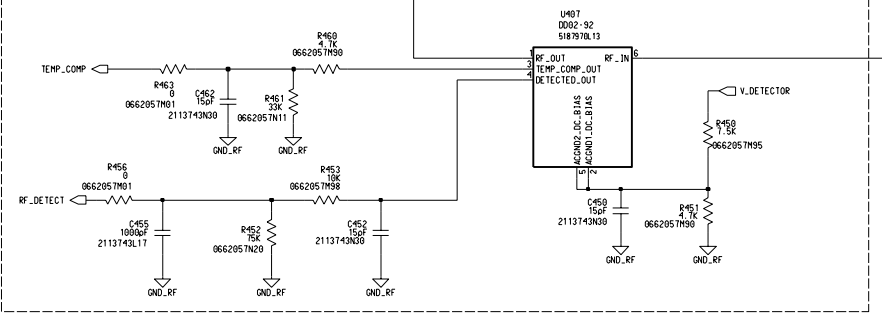 U407
DD02-92
5187970L13
1
RF_OUT
RF_IN
6
3
TEMP_COMP_OUT
4
DETECTED_OUT
ACGND2_DC_BIAS
ACGND1_DC_BIAS
5
2
R460
4.7K
0662057M90
TEMP_COMP
R463
0
0662057M01
C462
15pF
2113743N30
R461
33K
0662057N11
GND_RF
GND_RF
V_DETECTOR
R450
7.5K
0662057M95
R456
0
0662057M01
R453
10K
0662057M98
RF_DETECT
C455
1000pF
2113743L17
R452
75K
0662057N20
C452
15pF
2113743N30
C450
15pF
2113743N30
R451
4.7K
0662057M90
GND_RF
GND_RF
GND_RF
GND_RF
GND_RF